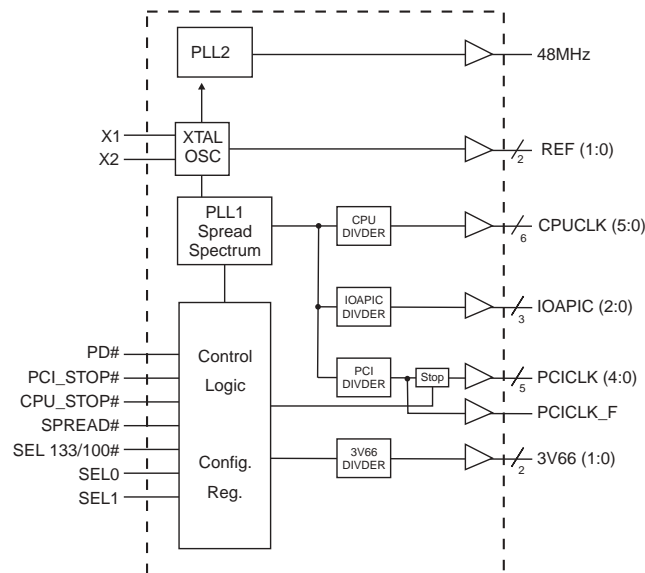 PLL2
48MHz
X1
X2
XTAL
OSC
2
REF (1:0)
PLL1
Spread
Spectrum
CPU
DIVDER
6
CPUCLK (5:0)
IOAPIC
DIVDER
3
IOAPIC (2:0)
PD#
PCI_STOP#
CPU_STOP#
SPREAD#
SEL 133/100#
SEL0
SEL1
Control
Logic
Config.
Reg.
PCI
DIVDER
Stop
5
PCICLK (4:0)
PCICLK_F
3V66
DIVDER
2
3V66 (1:0)